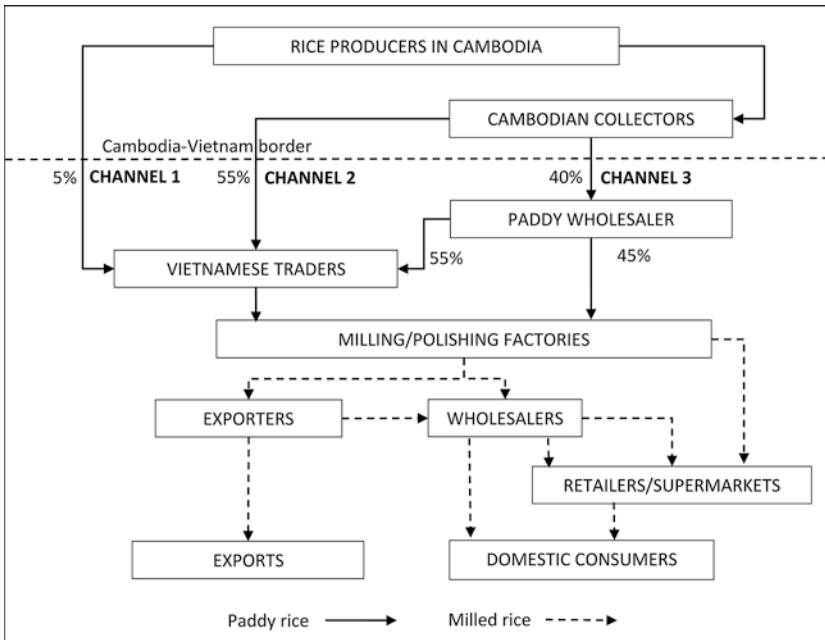 RICE PRODUCERS IN CAMBODIA
CAMBODIAN COLLECTORS
Cambodia-Vietnam border
5% CHANNEL 1 55% CHANNEL 2 40% CHANNEL 3
PADDY WHOLESALER
55% 45%
VIETNAMESE TRADERS
MILLING/POLISHING FACTORIES
EXPORTERS WHOLESALERS
RETAILERS/SUPERMARKETS
EXPORTS DOMESTIC CONSUMERS
Paddy rice Milled rice